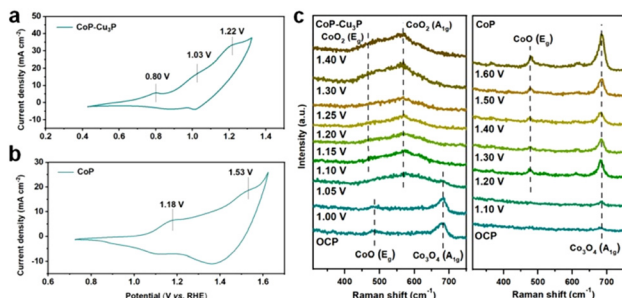 a
CoP-Cu₃P
0.80 V
1.03 V
1.22 V
Current density (mA cm⁻²)
40
30
20
10
0
-10
0.4
0.6
0.8
1.0
1.2
1.4
b
CoP
1.18 V
1.53 V
Current density (mA cm⁻²)
30
20
10
0
-10
0.6
0.8
1.0
1.2
1.4
1.6
Potential (V vs. RHE)
c
CoP-Cu₃P
CoO₂ (E_g)
CoO₂ (A₁g)
1.40 V
1.30 V
1.25 V
1.20 V
1.15 V
1.10 V
1.05 V
1.00 V
OCP
CoO (E_g)
Co₃O₄ (A₁g)
400
500
600
700
Raman shift (cm⁻¹)
Intensity (a.u.)
CoP
CoO (E_g)
1.60 V
1.50 V
1.40 V
1.30 V
1.20 V
1.10 V
OCP
Co₃O₄ (A₁g)
400
500
600
700
Raman shift (cm⁻¹)